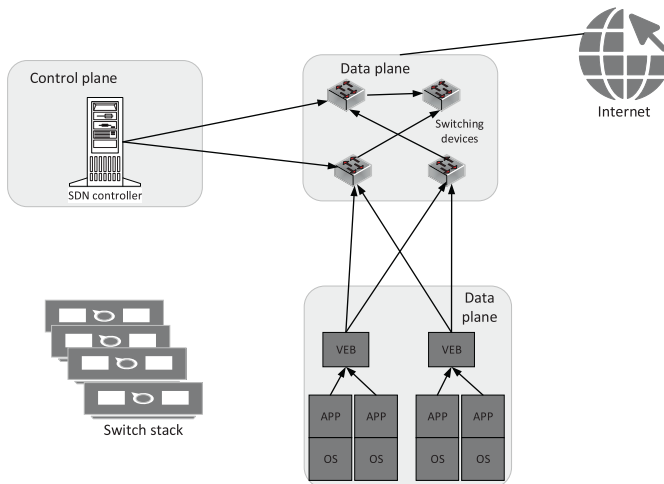 Control plane
SDN controller
Data plane
Switching
devices
Internet
Switch stack
Data
plane
VEB
VEB
APP
APP
APP
APP
OS
OS
OS
OS